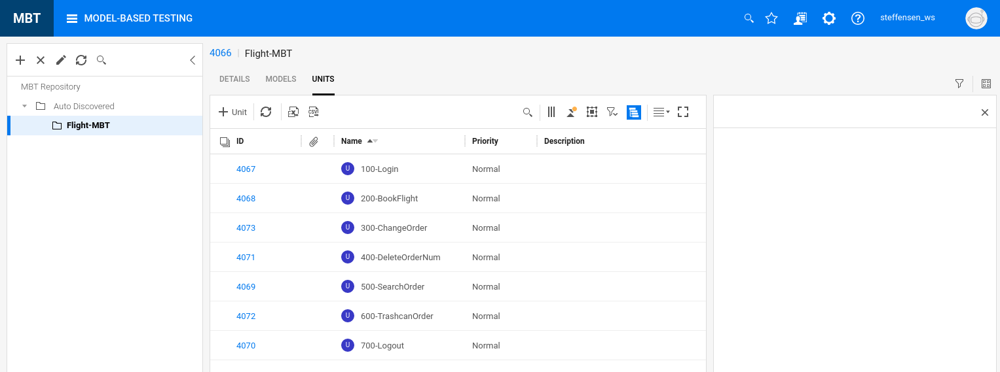 MBT
MODEL-BASED TESTING
steffensen_ws
MBT Repository
Auto Discovered
Flight-MBT
4066 Flight-MBT
DETAILS MODELS UNITS
Unit
CSV
ID Name Priority Description
4067 U 100-Login Normal
4068 U 200-BookFlight Normal
4073 U 300-ChangeOrder Normal
4071 U 400-DeleteOrderNum Normal
4069 U 500-SearchOrder Normal
4072 U 600-TrashcanOrder Normal
4070 U 700-Logout Normal